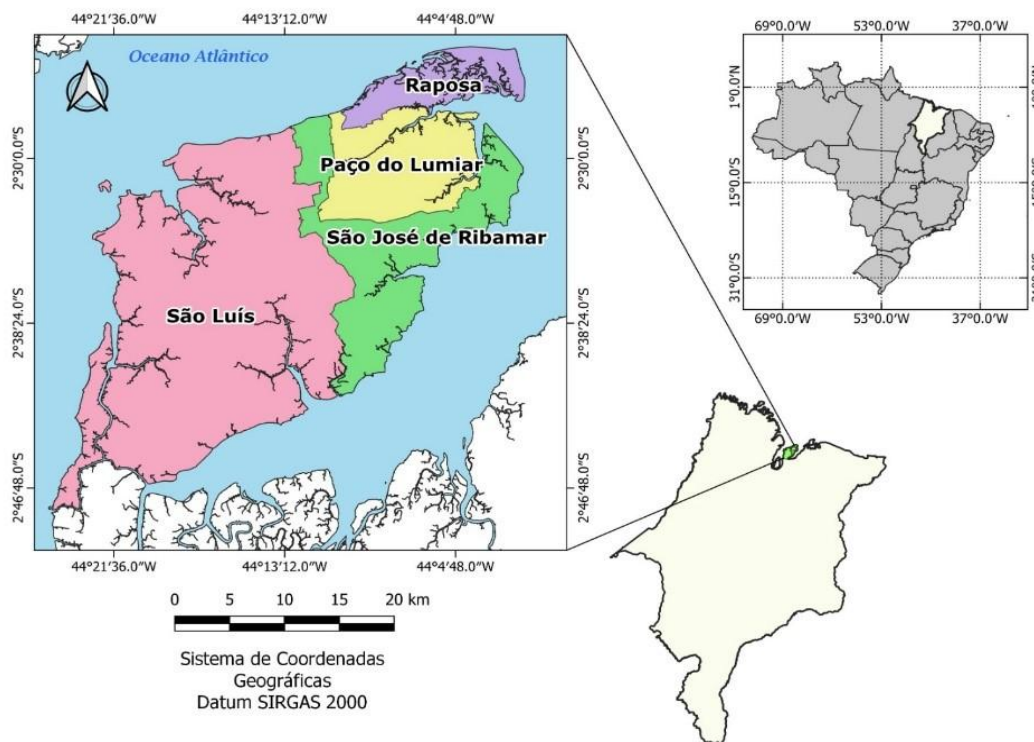 44°21'36.0"W 44°13'12.0"W 44°4'48.0"W
Oceano Atlântico
Raposa
Paço do Lumiar
São José de Ribamar
São Luís
2°30'0.0"S
2°38'24.0"S
2°46'48.0"S
2°30'0.0"S
2°38'24.0"S
2°46'48.0"S
44°21'36.0"W 44°13'12.0"W 44°4'48.0"W
0 5 10 15 20 km
Sistema de Coordenadas
Geográficas
Datum SIRGAS 2000
69°0.0'W 53°0.0'W 37°0.0'W
1°0.0'N
15°0.0'S
31°0.0'S
69°0.0'W 53°0.0'W 37°0.0'W